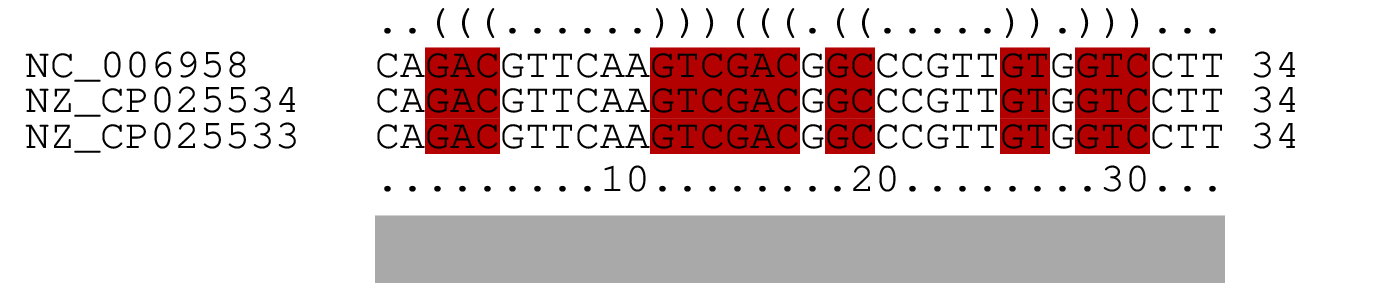 ..(((......)))(((.((.....)).)))...
NC_006958 CAGACGTTCAAGTCGACGGCCCGTTGTGGTCCTT 34
NZ_CP025534 CAGACGTTCAAGTCGACGGCCCGTTGTGGTCCTT 34
NZ_CP025533 CAGACGTTCAAGTCGACGGCCCGTTGTGGTCCTT 34
.........10........20........30...